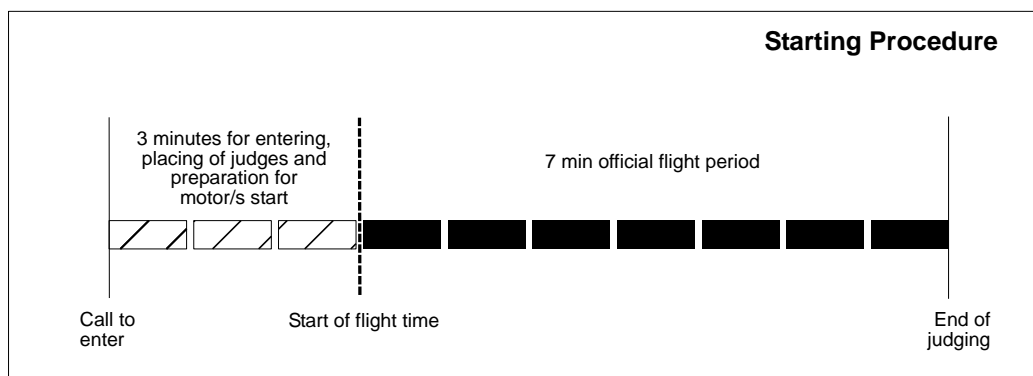 Starting Procedure
3 minutes for entering,
placing of judges and
preparation for
motor/s start
7 min official flight period
Call to
enter
Start of flight time
End of
judging